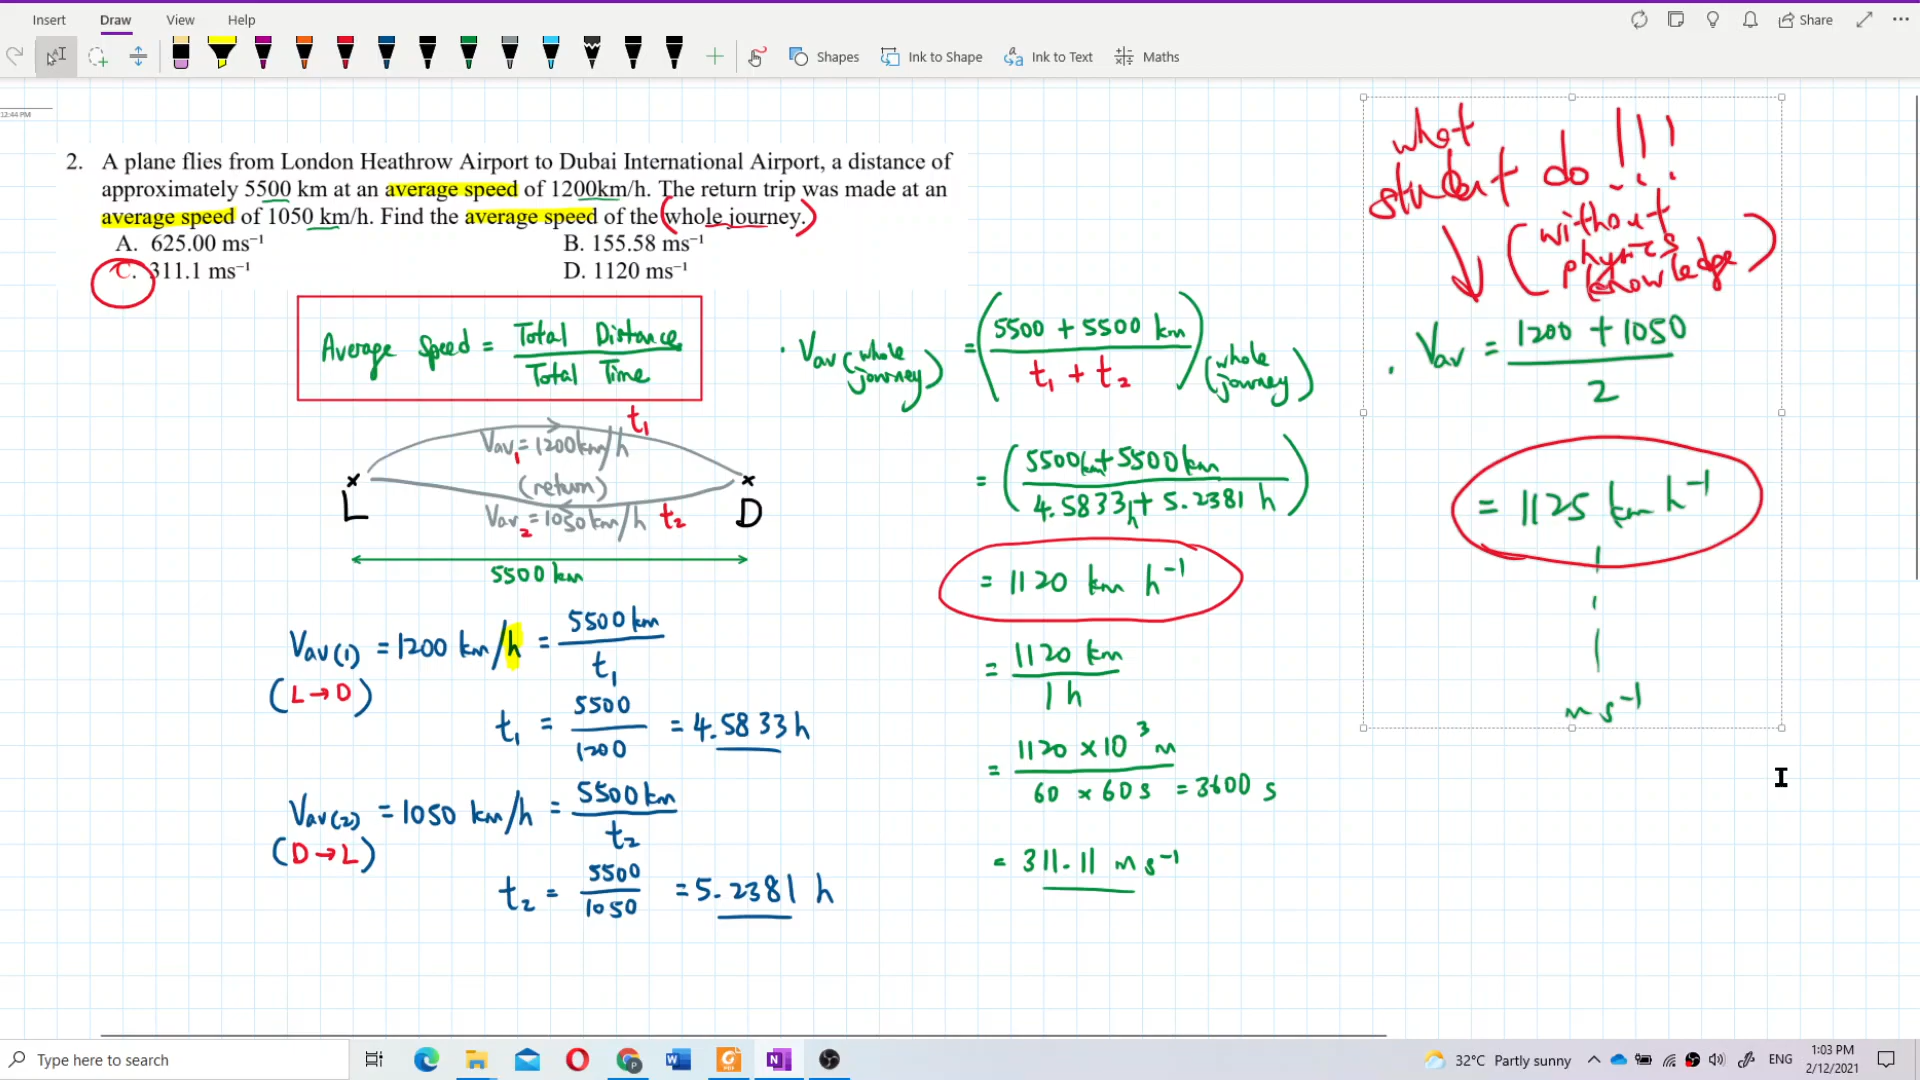 Insert Draw View Help
Share
Shapes Ink to Shape Ink to Text Maths
12:44 PM
2. A plane flies from London Heathrow Airport to Dubai International Airport, a distance of
approximately 5500 km at an average speed of 1200km/h. The return trip was made at an
average speed of 1050 km/h. Find the average speed of the (whole journey.)
A. 625.00 ms⁻¹ B. 155.58 ms⁻¹
C. 311.1 ms⁻¹ D. 1120 ms⁻¹
Average Speed = Total Distance / Total Time
t₁
Vav₁ = 1200km/h
(return)
L D
Vav₂ = 1050km/h t₂
5500 km
Vav(1) = 1200 km/h = 5500 km / t₁
(L → D)
t₁ = 5500 / 1200 = 4.5833 h
Vav(2) = 1050 km/h = 5500 km / t₂
(D → L)
t₂ = 5500 / 1050 = 5.2381 h
Vav (whole journey) = (5500 + 5500 km / t₁ + t₂) (whole journey)
= (5500km + 5500 km / 4.5833h + 5.2381 h)
= 1120 km h⁻¹
= 1120 km / 1 h
= 1120 × 10³ m / 60 × 60 s = 3600 s
= 311.11 m s⁻¹
what
student do !!!
(without
physics
knowledge)
Vav = 1200 + 1050 / 2
= 1125 km h⁻¹
m s⁻¹
Type here to search
32°C Partly sunny ENG 1:03 PM
2/12/2021